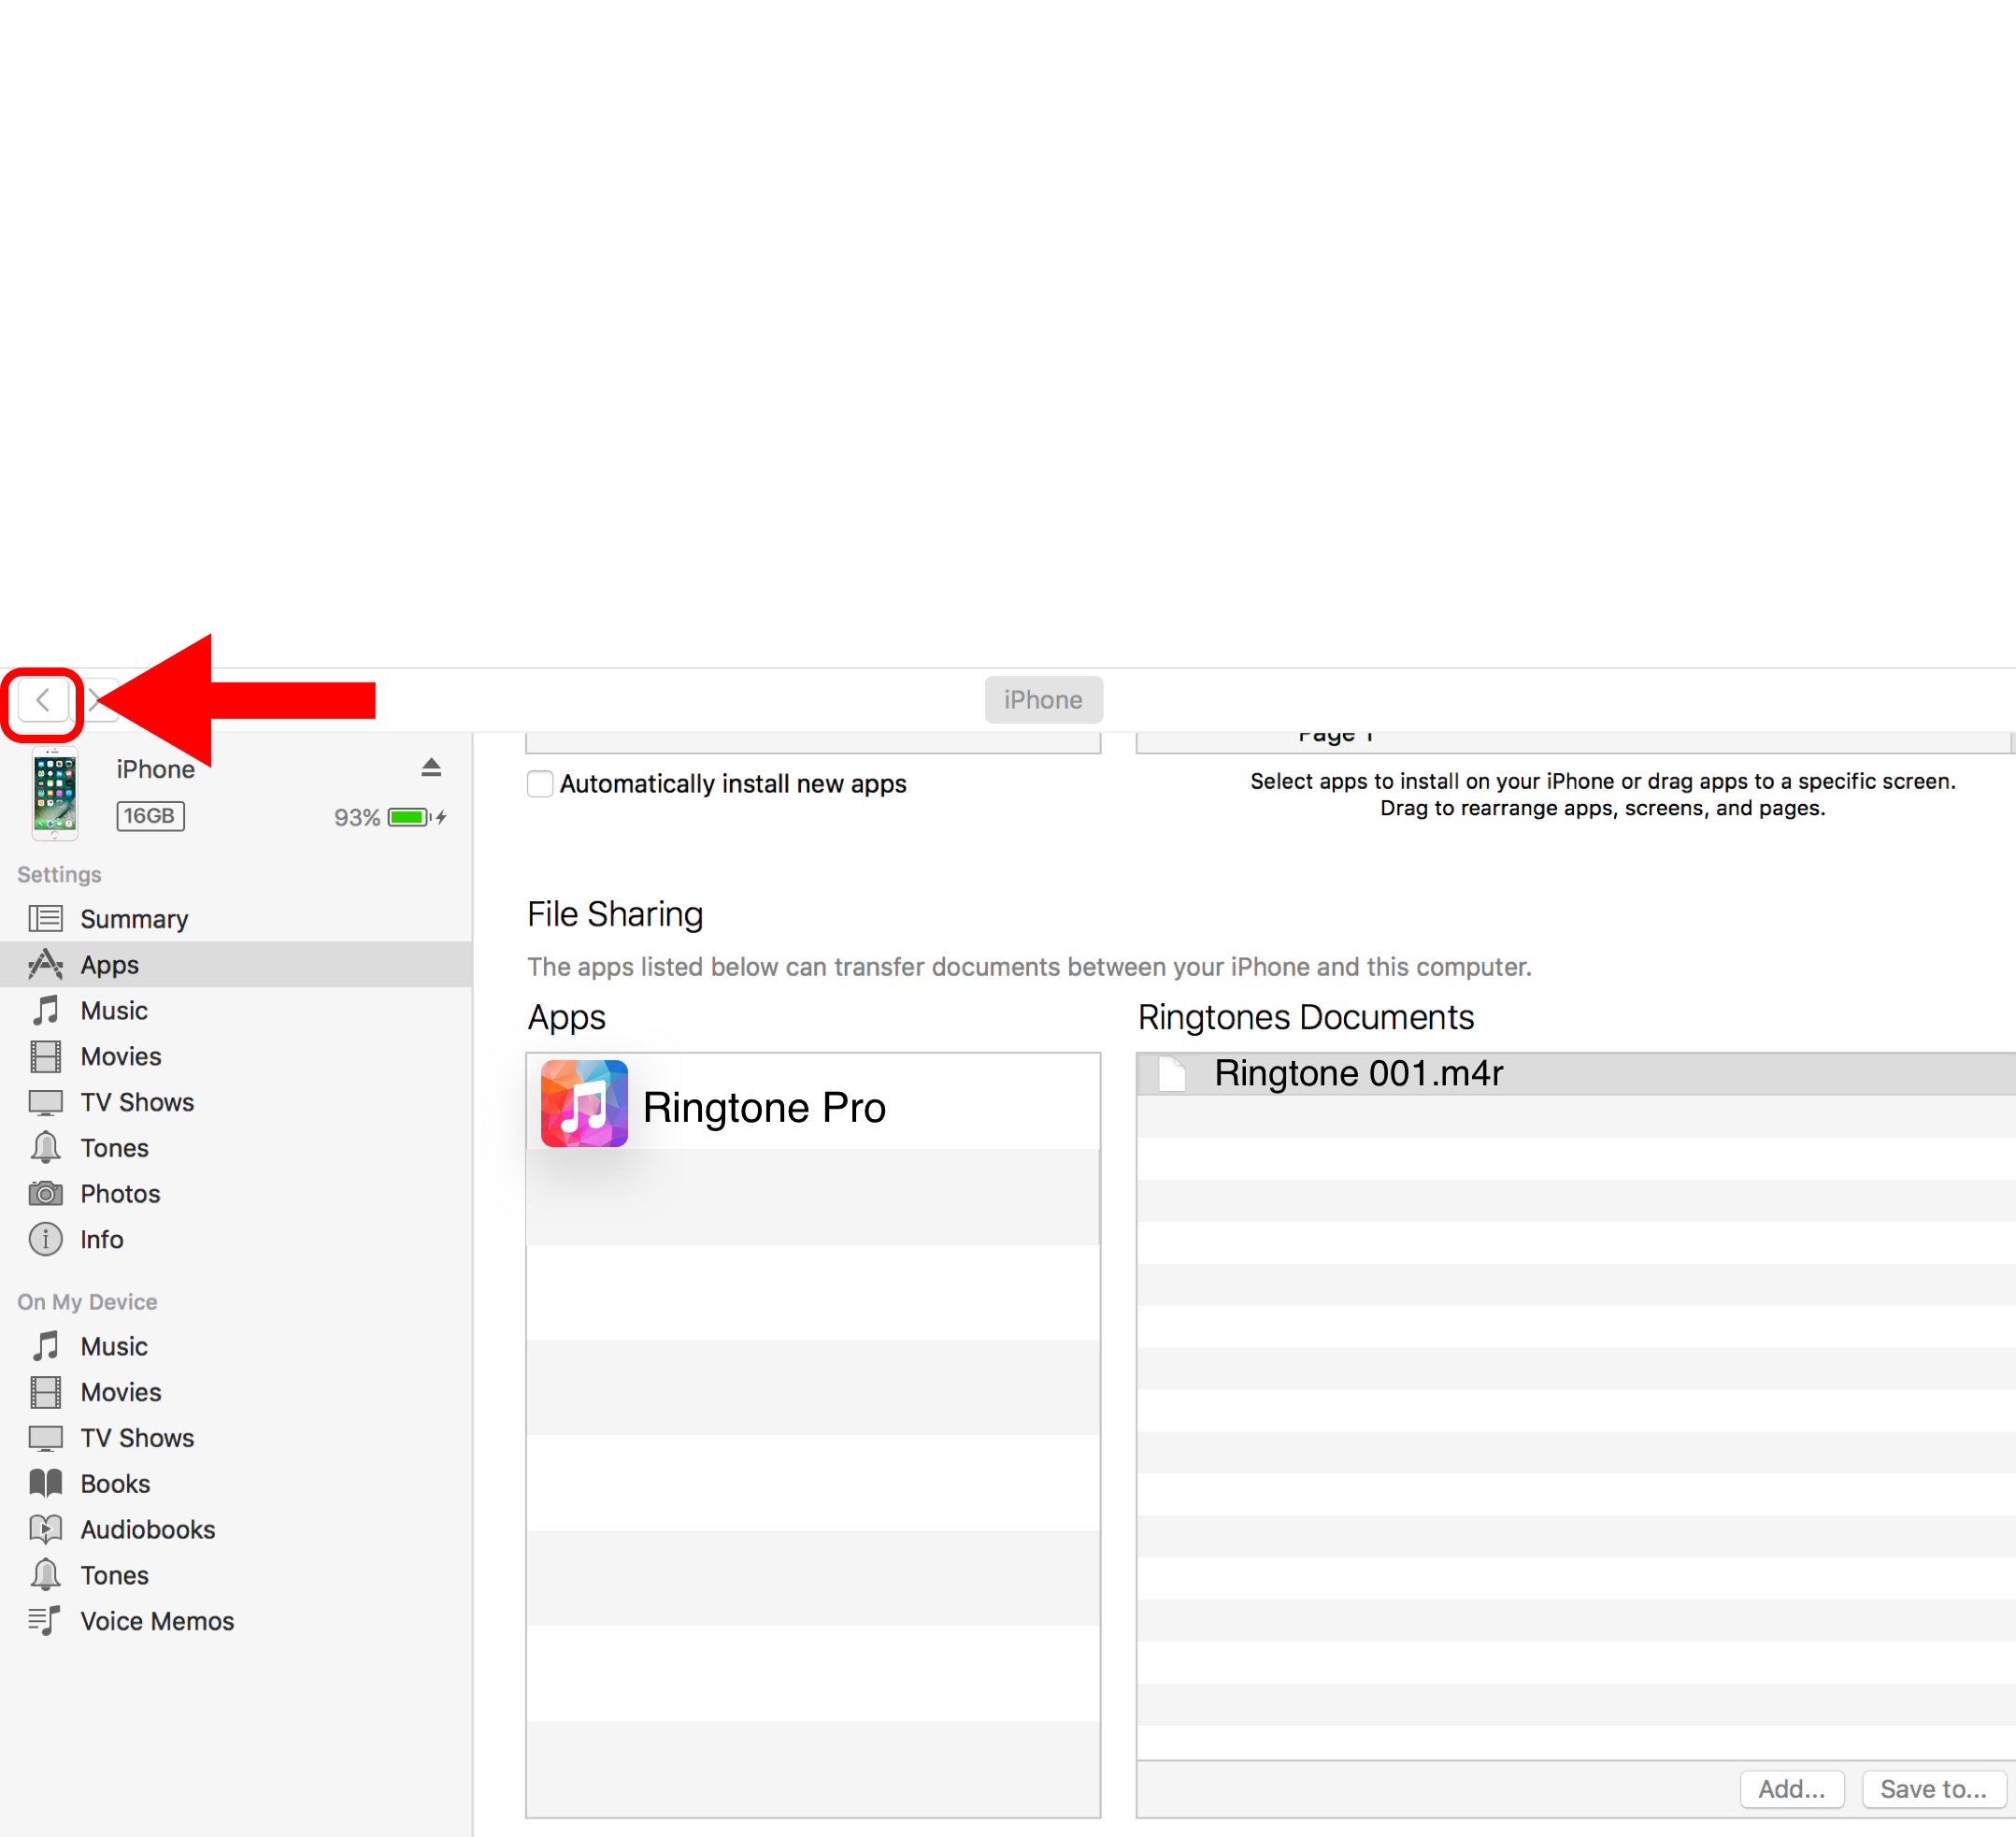 iPhone
iPhone
16GB
93%
Settings
Summary
Apps
Music
Movies
TV Shows
Tones
Photos
Info
On My Device
Music
Movies
TV Shows
Books
Audiobooks
Tones
Voice Memos
Page 1
Automatically install new apps
Select apps to install on your iPhone or drag apps to a specific screen.
Drag to rearrange apps, screens, and pages.
File Sharing
The apps listed below can transfer documents between your iPhone and this computer.
Apps
Ringtone Pro
Ringtones Documents
Ringtone 001.m4r
Add...
Save to...